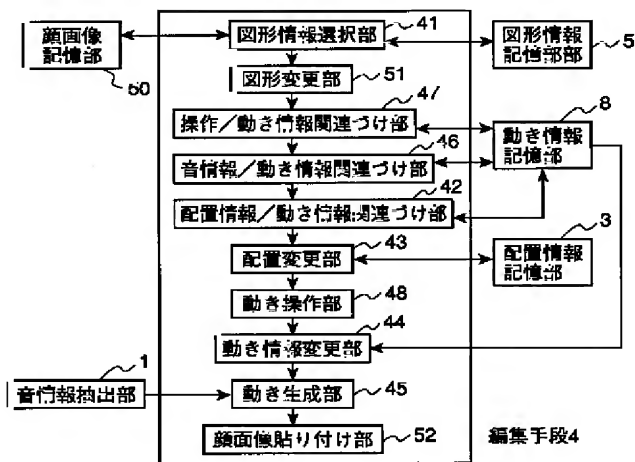 顔画像
記憶部
50
図形情報選択部
41
図形情報
記憶部部
5
図形変更部
51
操作/動き情報関連づけ部
47
動き情報
記憶部
8
音情報/動き情報関連づけ部
46
配置情報/動き情報関連づけ部
42
配置変更部
43
配置情報
記憶部
3
動き操作部
48
動き情報変更部
44
音情報抽出部
1
動き生成部
45
顔画像貼り付け部
52
編集手段4